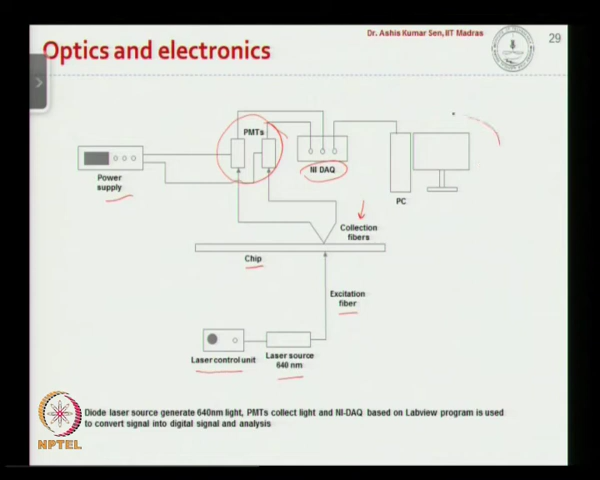 Dr. Ashis Kumar Sen, IIT Madras
29
Optics and electronics
PMTs
NI DAQ
Power
supply
PC
Collection
fibers
Chip
Excitation
fiber
Laser control unit
Laser source
640 nm
Diode laser source generate 640nm light, PMTs collect light and NI-DAQ based on Labview program is used
to convert signal into digital signal and analysis
NPTEL